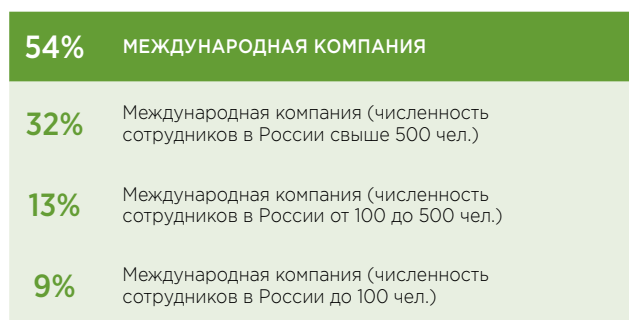 54% МЕЖДУНАРОДНАЯ КОМПАНИЯ
32% Международная компания (численность
сотрудников в России свыше 500 чел.)
13% Международная компания (численность
сотрудников в России от 100 до 500 чел.)
9% Международная компания (численность
сотрудников в России до 100 чел.)